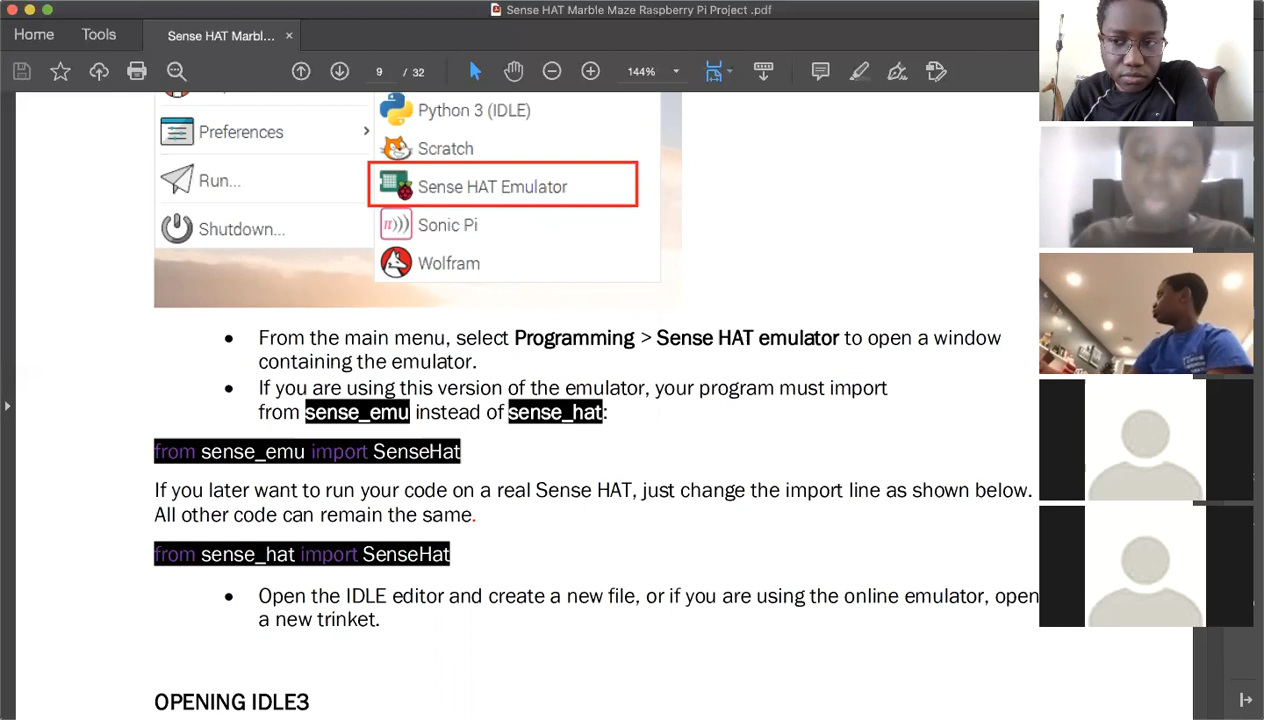 Sense HAT Marble Maze Raspberry Pi Project .pdf
Home
Tools
Sense HAT Marbl...
9 / 32
144%
Python 3 (IDLE)
Preferences
Scratch
Run...
Sense HAT Emulator
Sonic Pi
Shutdown...
Wolfram
• From the main menu, select Programming > Sense HAT emulator to open a window
containing the emulator.
• If you are using this version of the emulator, your program must import
from sense_emu instead of sense_hat:
from sense_emu import SenseHat
If you later want to run your code on a real Sense HAT, just change the import line as shown below.
All other code can remain the same.
from sense_hat import SenseHat
• Open the IDLE editor and create a new file, or if you are using the online emulator, open
a new trinket.
OPENING IDLE3